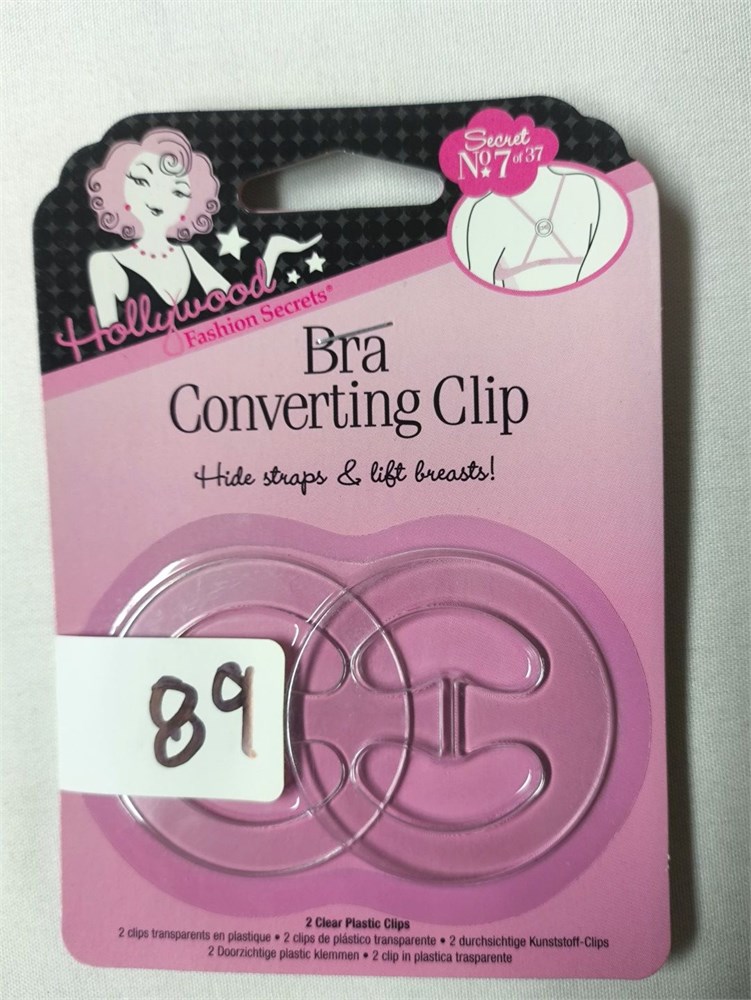 Secret
No. 7 of 37
Hollywood
Fashion Secrets®
Bra
Converting Clip
Hide straps & lift breasts!
89
2 Clear Plastic Clips
2 clips transparents en plastique • 2 clips de plástico transparente • 2 durchsichtige Kunststoff-Clips
2 Doorzichtige plastic klemmen • 2 clip in plastica trasparente